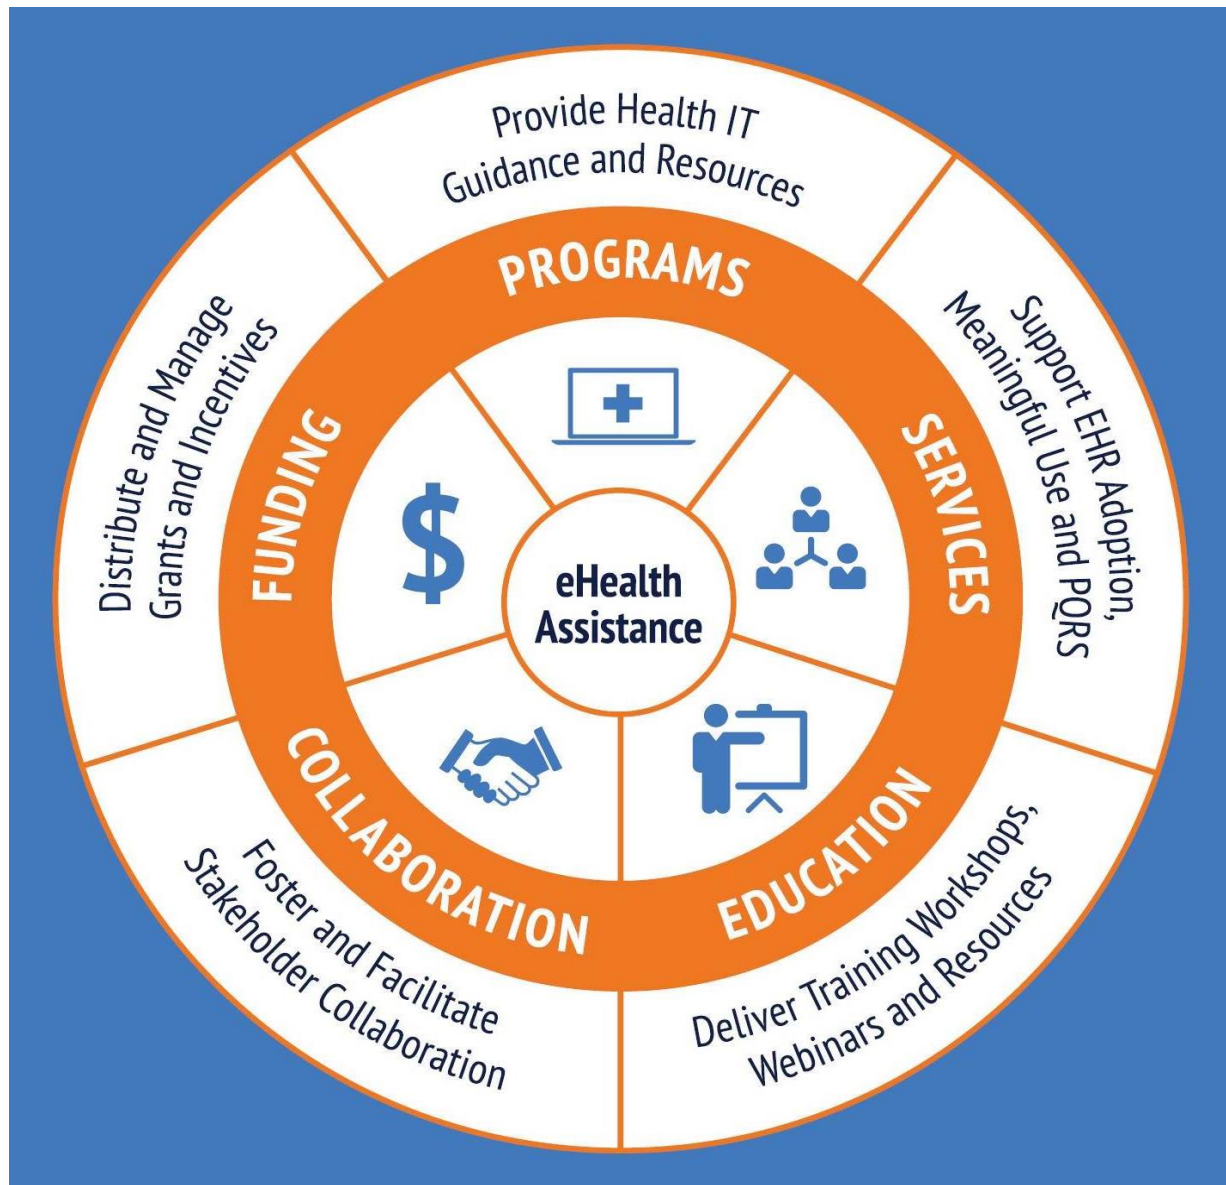 Provide Health IT
Guidance and Resources
PROGRAMS
Support EHR Adoption,
Meaningful Use and PQRS
SERVICES
Deliver Training Workshops,
Webinars and Resources
EDUCATION
Foster and Facilitate
Stakeholder Collaboration
COLLABORATION
Distribute and Manage
Grants and Incentives
FUNDING
$
eHealth
Assistance